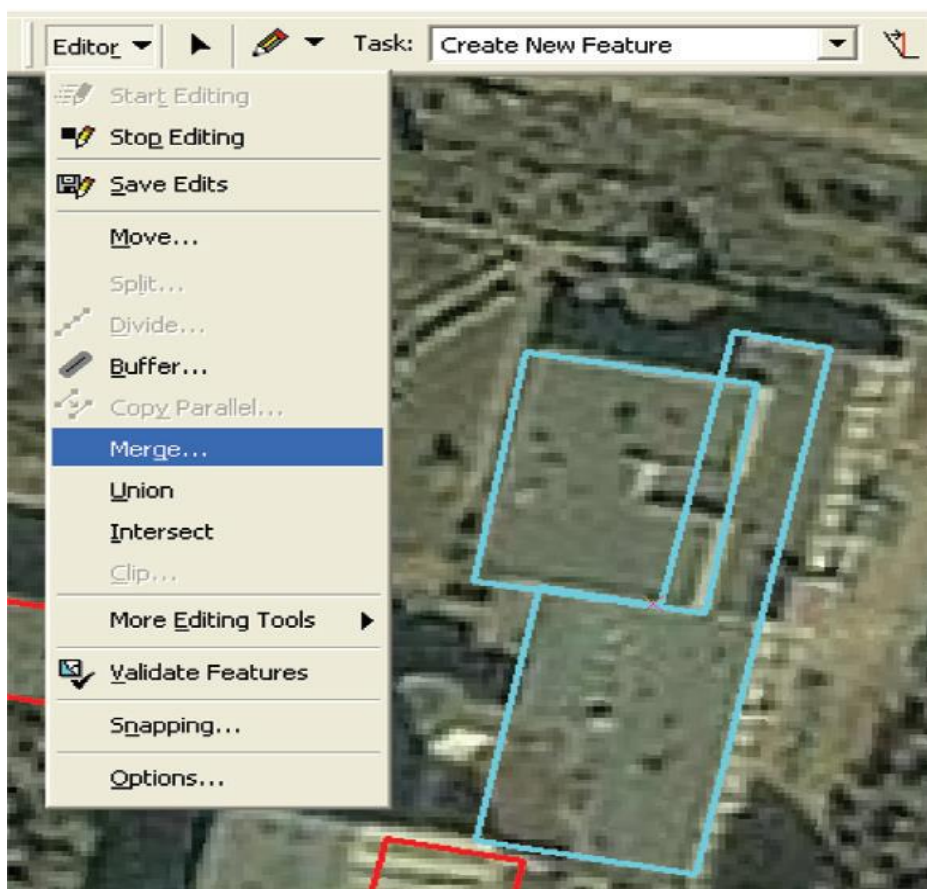 Editor Task: Create New Feature
Start Editing
Stop Editing
Save Edits
Move...
Split...
Divide...
Buffer...
Copy Parallel...
Merge...
Union
Intersect
Clip...
More Editing Tools
Validate Features
Snapping...
Options...